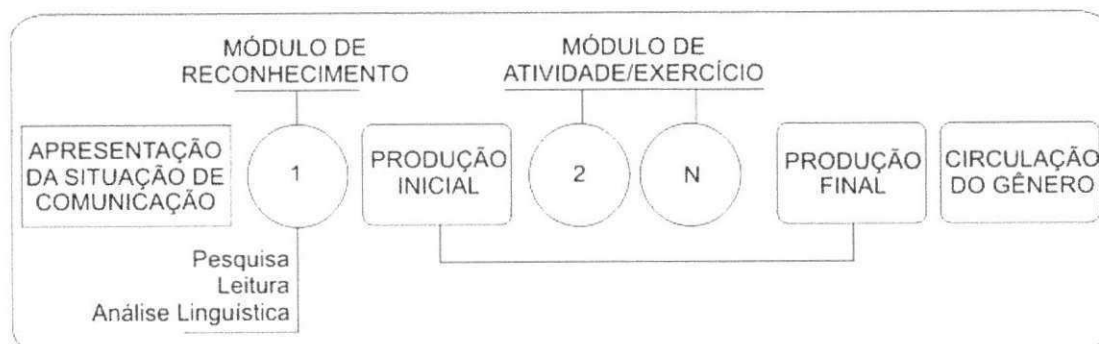 MÓDULO DE
RECONHECIMENTO
MÓDULO DE
ATIVIDADE/EXERCÍCIO
APRESENTAÇÃO
DA SITUAÇÃO DE
COMUNICAÇÃO
1
PRODUÇÃO
INICIAL
2
N
PRODUÇÃO
FINAL
CIRCULAÇÃO
DO GÊNERO
Pesquisa
Leitura
Análise Linguística